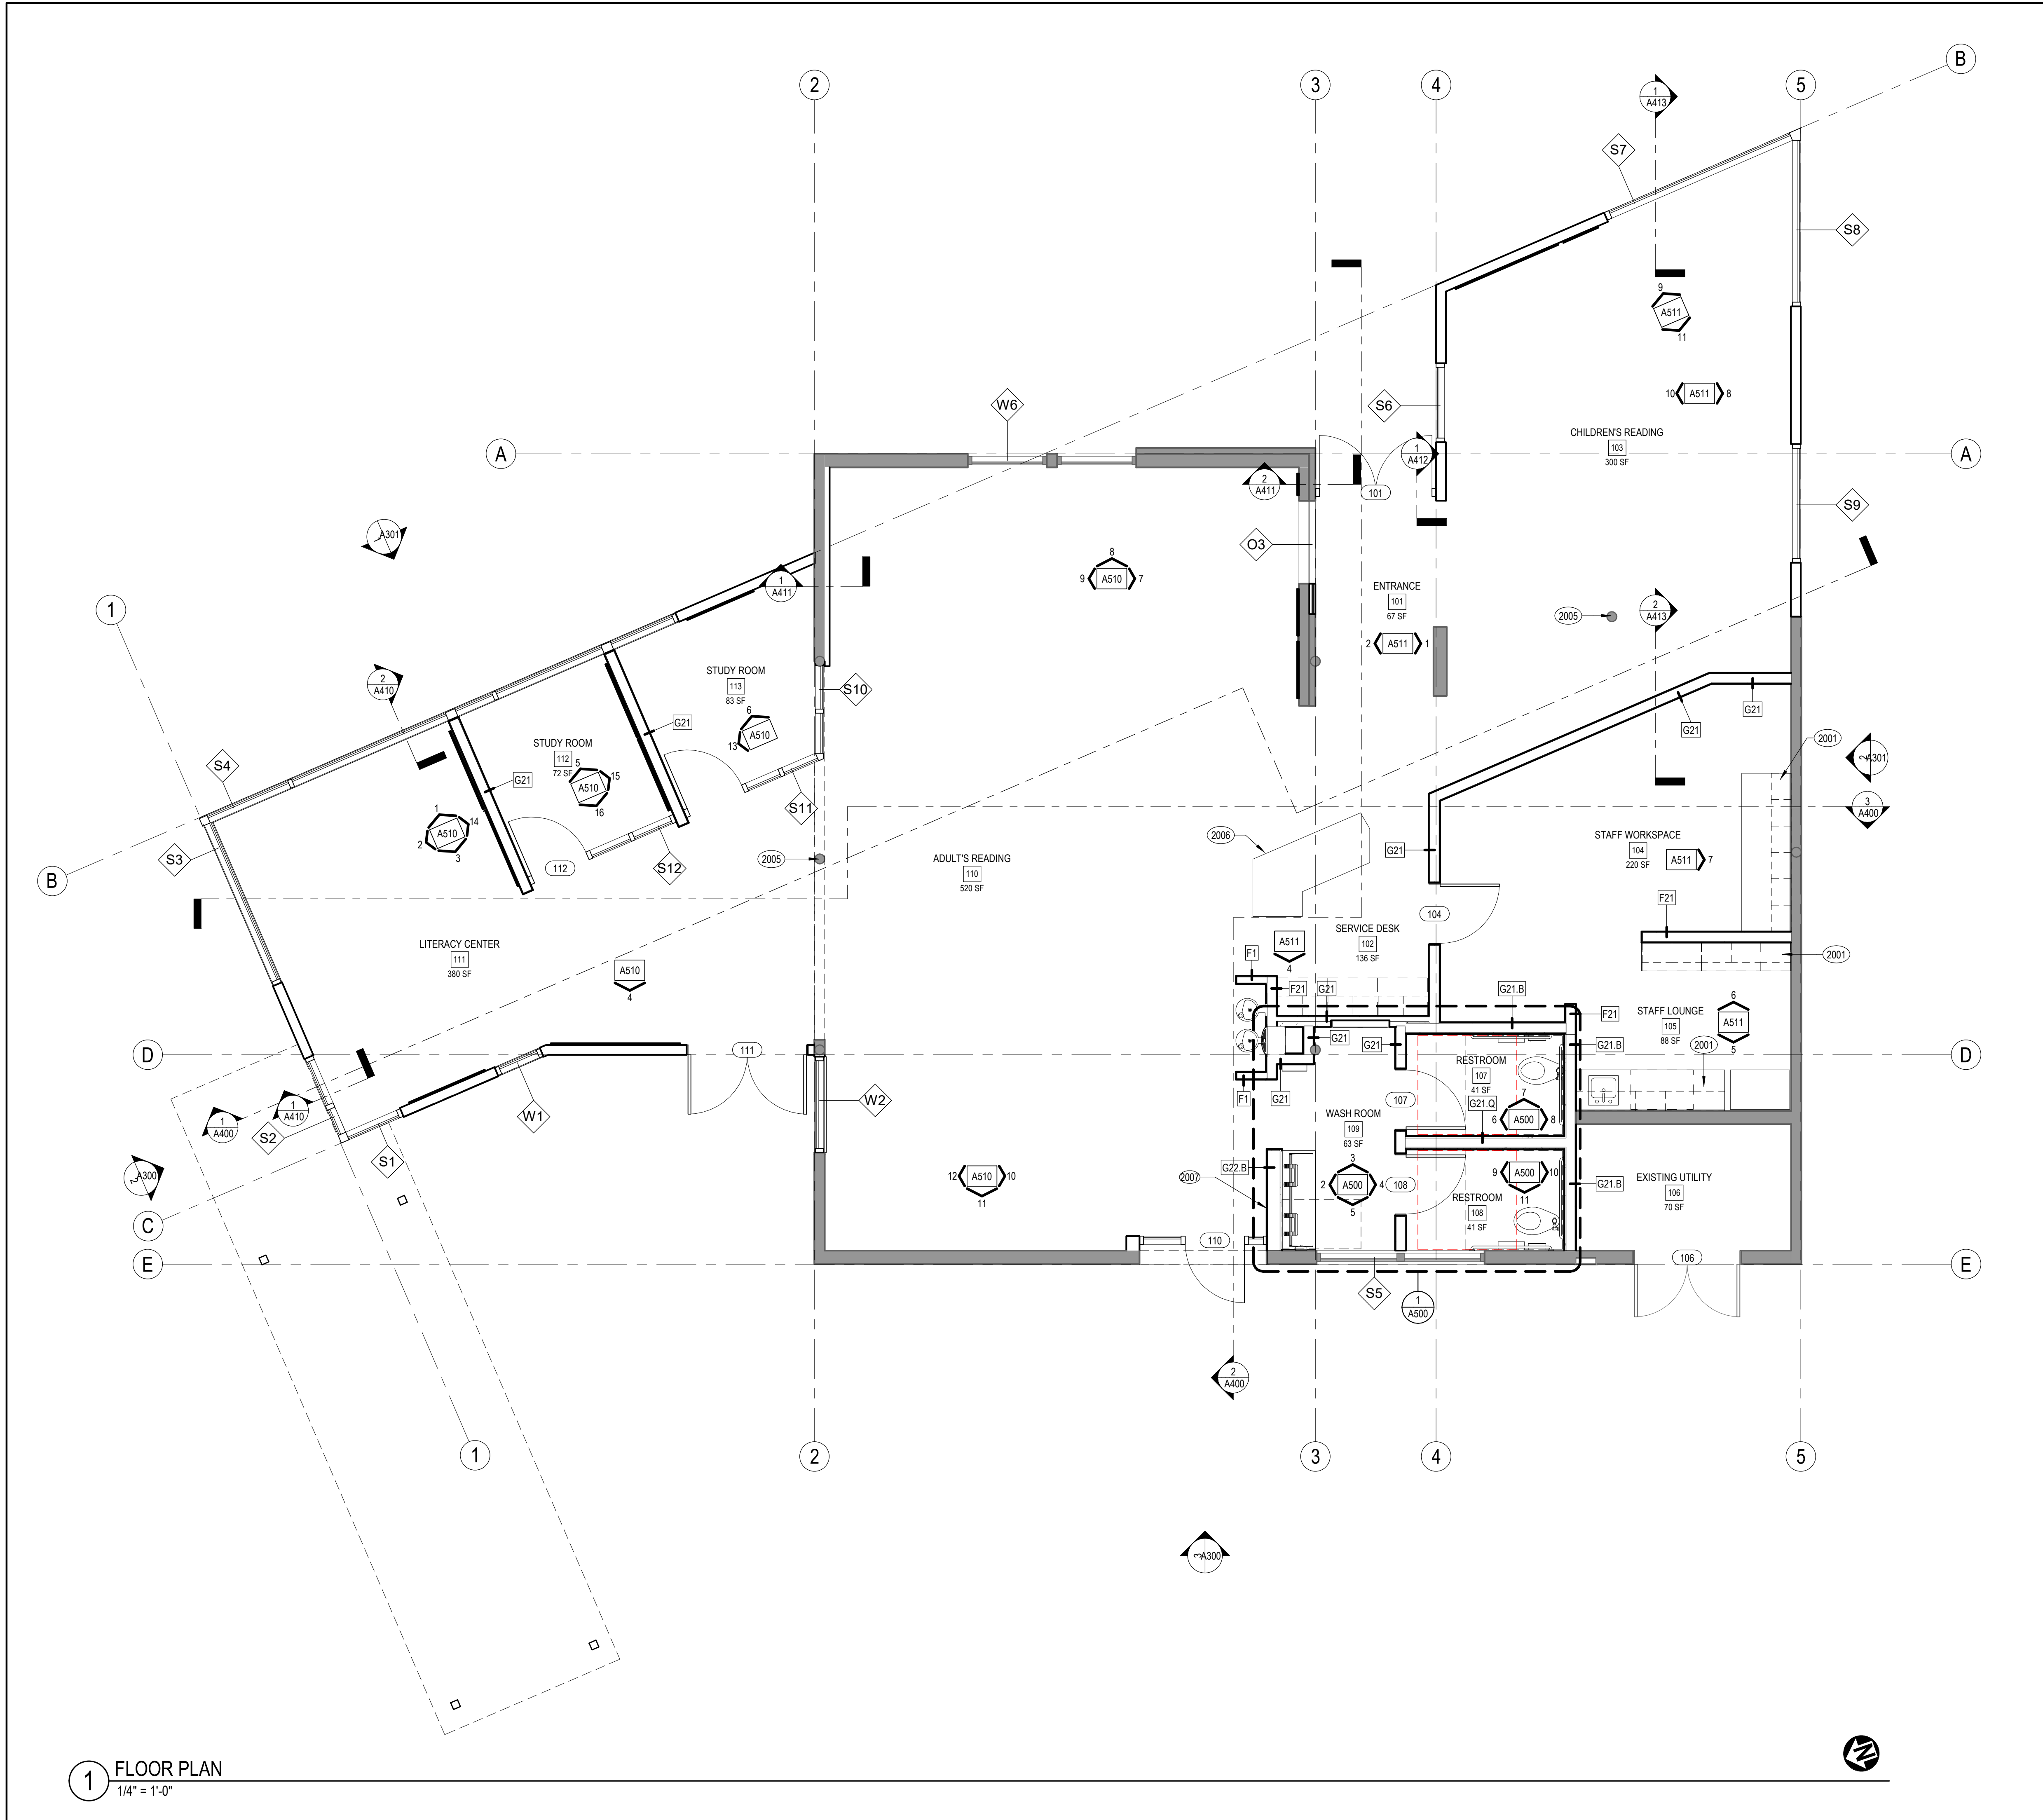 B
2
3
4
5
1
A413
S7
S8
9
A511
11
10
A511
8
W6
S6
CHILDREN'S READING
103
300 SF
A
1
A412
A
2
A411
101
S9
1
A301
O3
8
9
A510
7
1
A411
ENTRANCE
101
67 SF
2
A511
1
2005
2
A413
1
2
A410
STUDY ROOM
113
83 SF
S10
G21
6
13
A510
G21
G21
2001
2
A301
STUDY ROOM
112
72 SF
5
15
A510
16
G21
S4
S11
3
A400
1
14
A510
2
3
2006
STAFF WORKSPACE
104
220 SF
A511
7
S3
S12
112
2005
ADULT'S READING
110
520 SF
G21
B
F21
104
SERVICE DESK
102
136 SF
LITERACY CENTER
111
380 SF
A511
4
F1
2001
A510
4
F21
G21
G21.B
F21
STAFF LOUNGE
105
88 SF
6
A511
5
2001
D
111
G21
G21
G21.B
D
RESTROOM
107
41 SF
F1
G21
W2
W1
1
A410
1
A400
S2
S1
107
G21.Q
7
6
A500
8
WASH ROOM
109
63 SF
2
A300
12
A510
10
11
G22.B
2007
3
2
A500
4
5
108
9
A500
10
11
G21.B
RESTROOM
108
41 SF
EXISTING UTILITY
106
70 SF
C
E
110
106
E
S5
1
A500
2
A400
1
2
3
4
5
3
A300
N
1
FLOOR PLAN
1/4" = 1'-0"